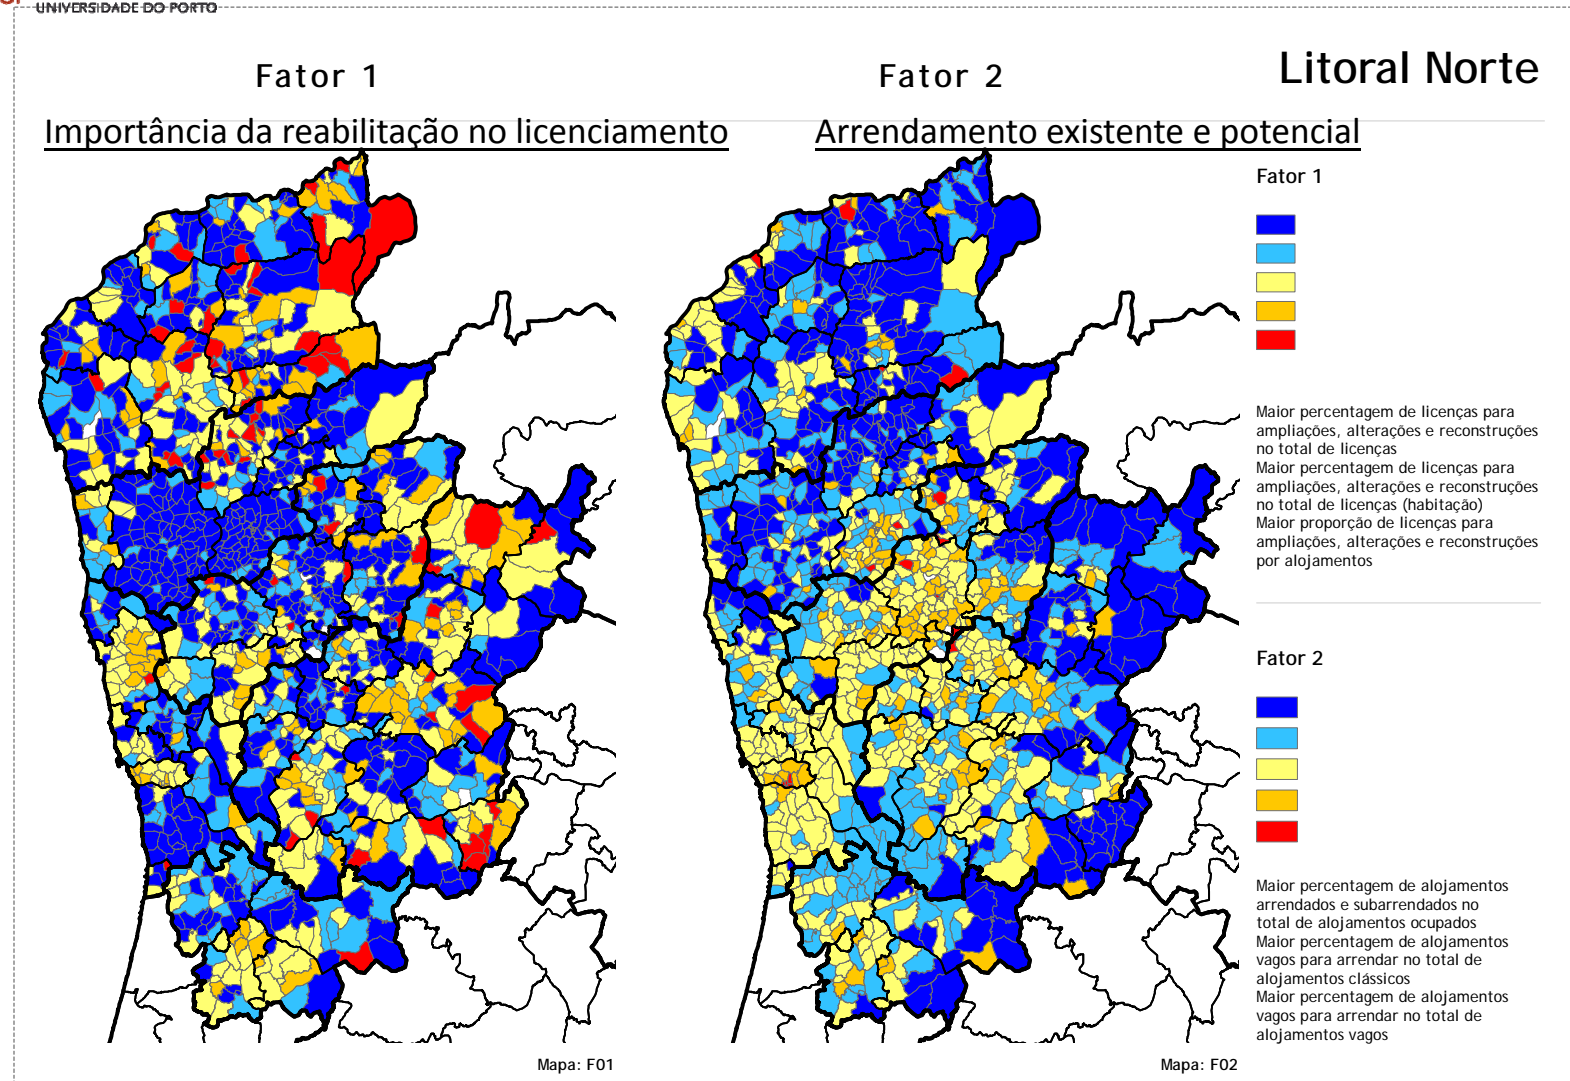 UNIVERSIDADE DO PORTO
Fator 1
Fator 2
Litoral Norte
Importância da reabilitação no licenciamento
Arrendamento existente e potencial
Fator 1
Maior percentagem de licenças para
ampliações, alterações e reconstruções
no total de licenças
Maior percentagem de licenças para
ampliações, alterações e reconstruções
no total de licenças (habitação)
Maior proporção de licenças para
ampliações, alterações e reconstruções
por alojamentos
Fator 2
Maior percentagem de alojamentos
arrendados e subarrendados no
total de alojamentos ocupados
Maior percentagem de alojamentos
vagos para arrendar no total de
alojamentos clássicos
Maior percentagem de alojamentos
vagos para arrendar no total de
alojamentos vagos
Mapa: F01
Mapa: F02